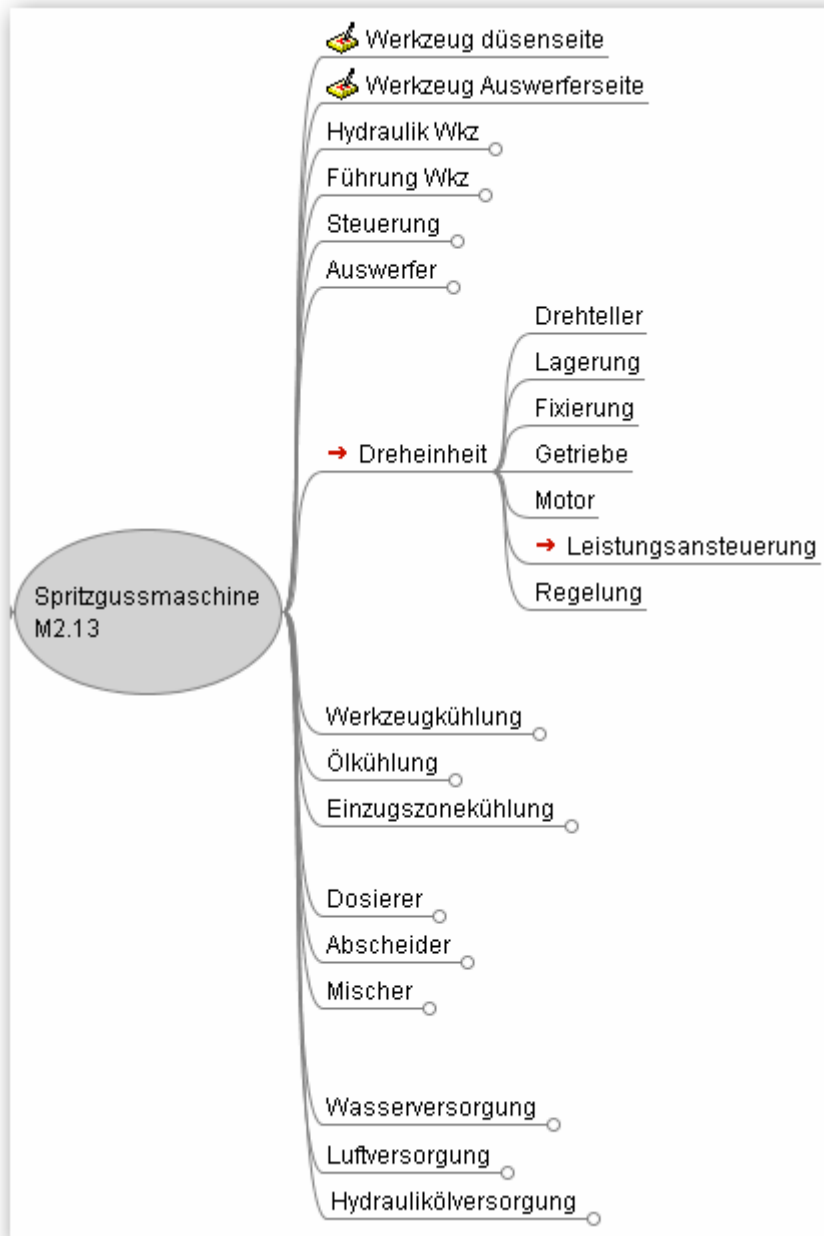 Werkzeug düsenseite
Werkzeug Auswerferseite
Hydraulik Wkz
Führung Wkz
Steuerung
Auswerfer
Drehteller
Lagerung
Fixierung
Dreheinheit
Getriebe
Motor
Leistungsansteuerung
Regelung
Spritzgussmaschine
M2.13
Werkzeugkühlung
Ölkühlung
Einzugszonekühlung
Dosierer
Abscheider
Mischer
Wasserversorgung
Luftversorgung
Hydraulikölversorgung